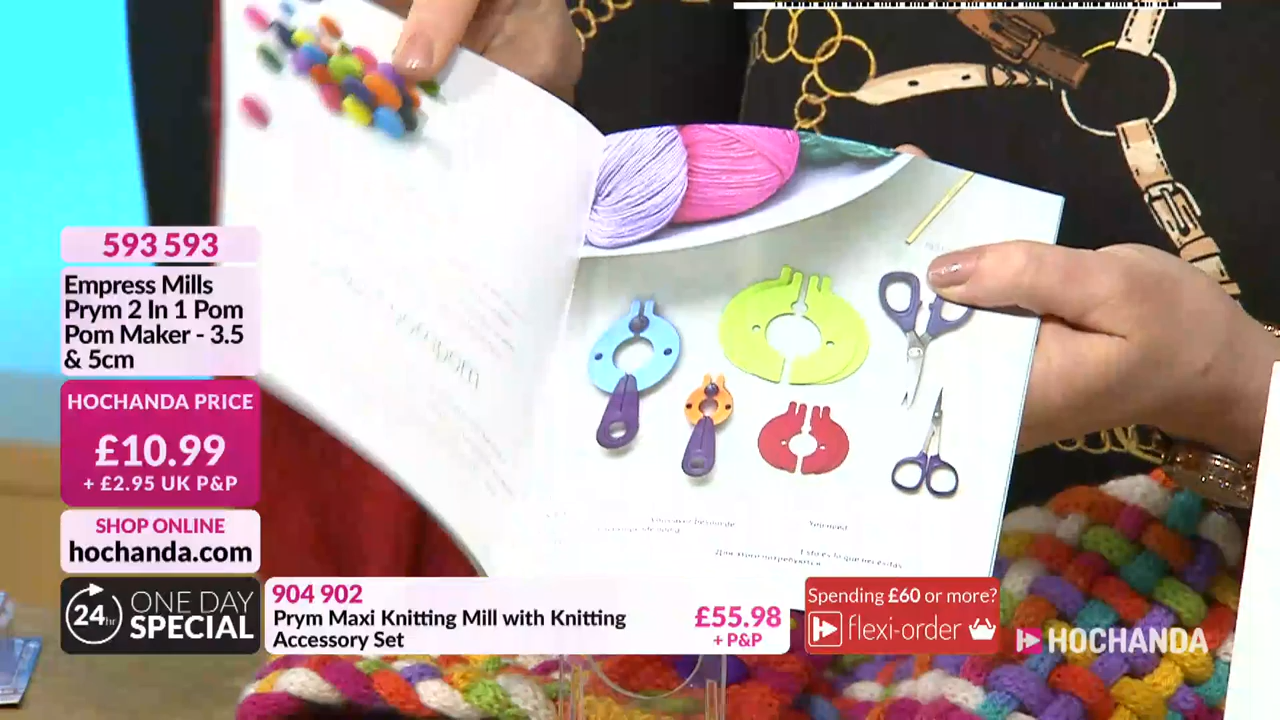 593 593
Empress Mills
Prym 2 In 1 Pom
Pom Maker - 3.5
& 5cm
HOCHANDA PRICE
£10.99
+ £2.95 UK P&P
SHOP ONLINE
hochanda.com
24hr
ONE DAY
SPECIAL
904 902
Prym Maxi Knitting Mill with Knitting
Accessory Set
£55.98
+ P&P
Spending £60 or more?
flexi-order
HOCHANDA
You need